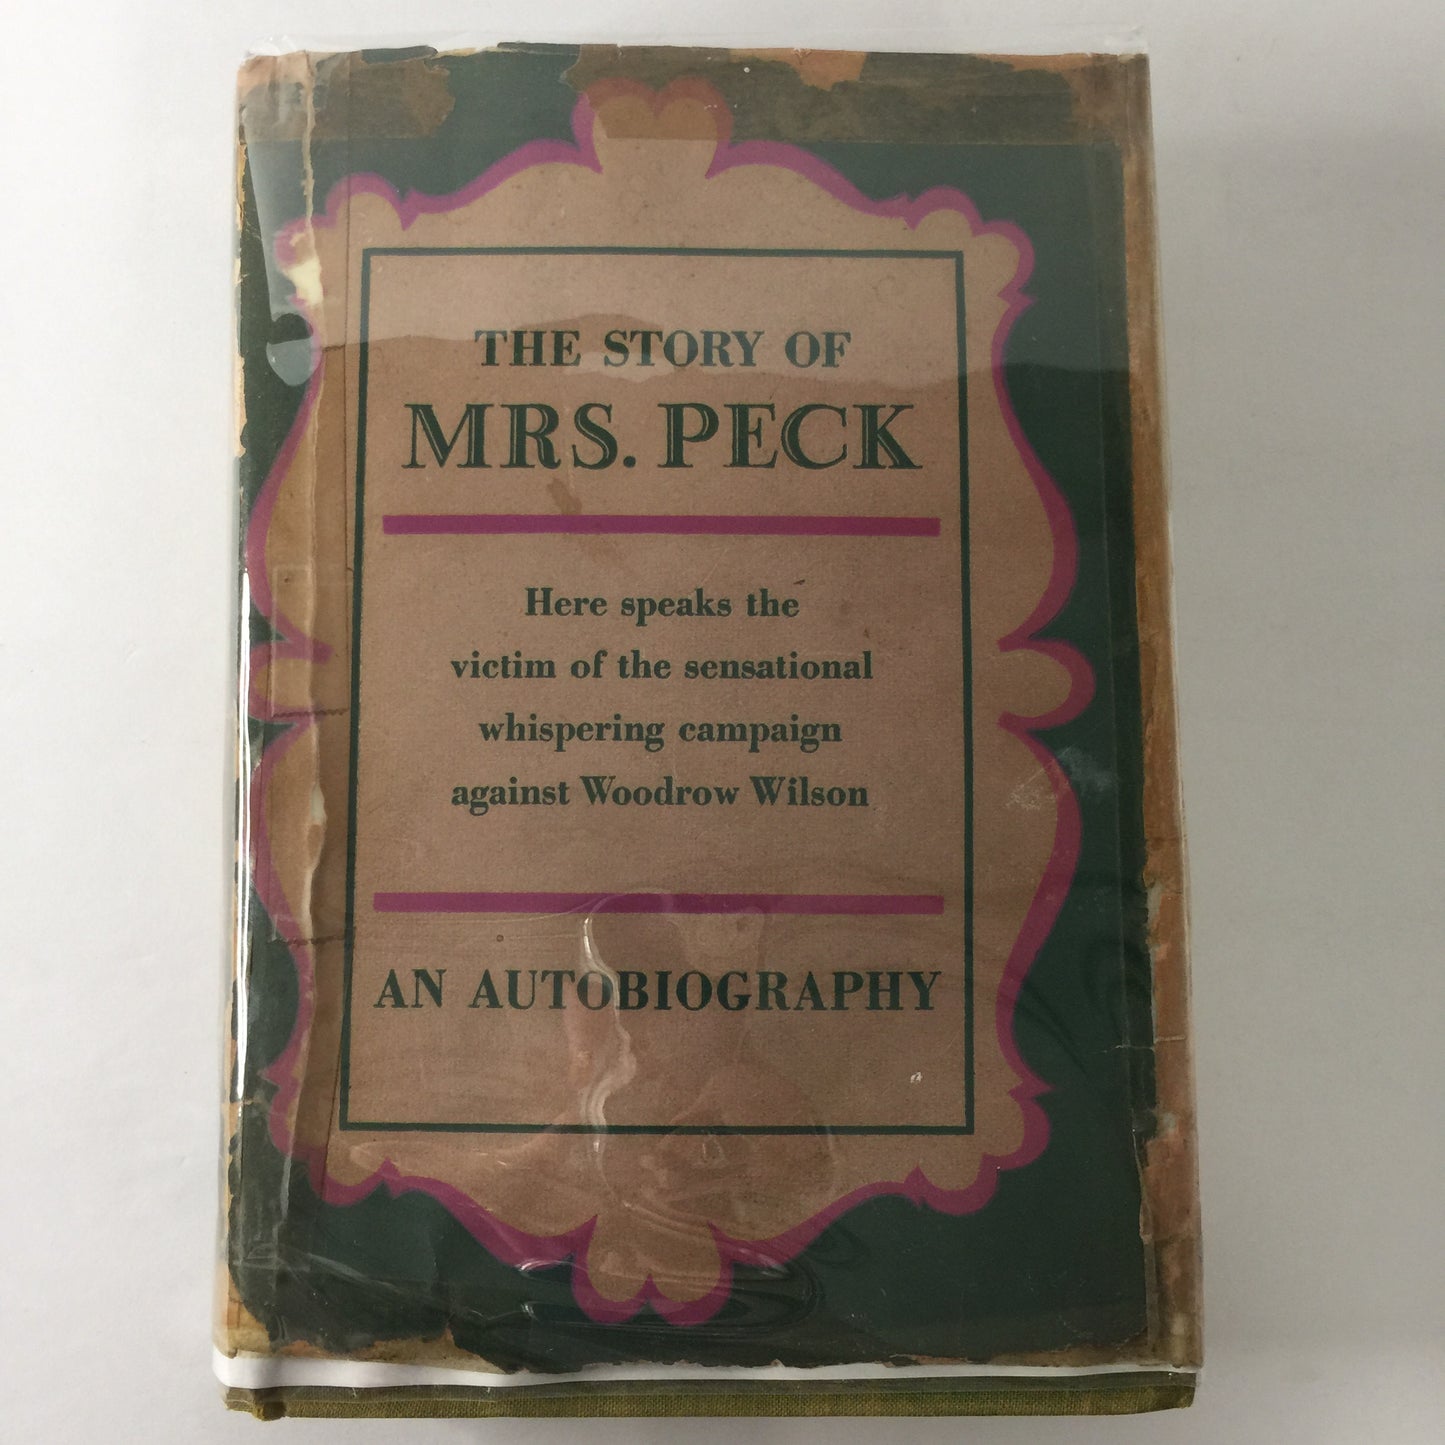 THE STORY OF
MRS. PECK
Here speaks the
victim of the sensational
whispering campaign
against Woodrow Wilson
AN AUTOBIOGRAPHY